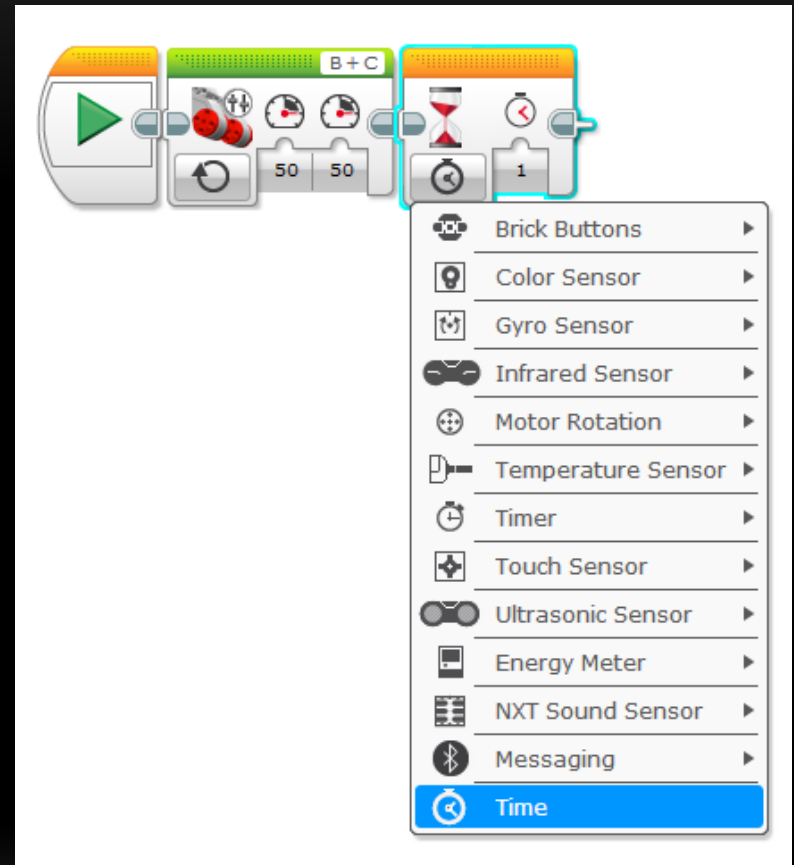 B+C
50 50 1
Brick Buttons
Color Sensor
Gyro Sensor
Infrared Sensor
Motor Rotation
Temperature Sensor
Timer
Touch Sensor
Ultrasonic Sensor
Energy Meter
NXT Sound Sensor
Messaging
Time